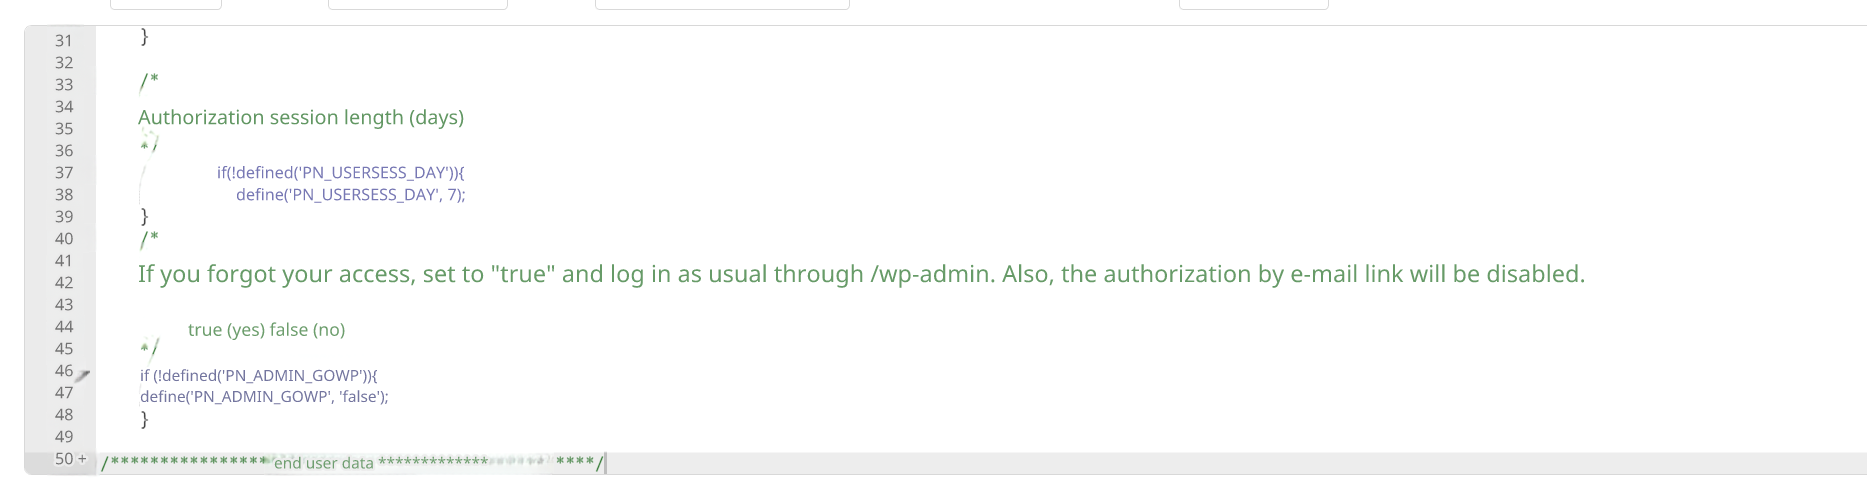 31 }
32
33 /*
34
Authorization session length (days)
35
36 */
37 if(!defined('PN_USERSESS_DAY')){
38 define('PN_USERSESS_DAY', 7);
39 }
40 /*
41
If you forgot your access, set to "true" and log in as usual through /wp-admin. Also, the authorization by e-mail link will be disabled.
42
43
44 true (yes) false (no)
45 */
46 if (!defined('PN_ADMIN_GOWP')){
47 define('PN_ADMIN_GOWP', 'false');
48 }
49
50 + /**************** end user data ************* ****/